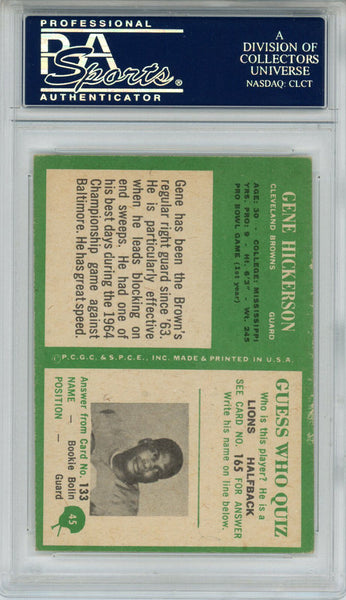 PROFESSIONAL
PSA
Sports
AUTHENTICATOR
A
DIVISION OF
COLLECTORS
UNIVERSE
NASDAQ: CLCT
GENE HICKERSON
CLEVELAND BROWNS GUARD
AGE: 30 - COLLEGE: MISSISSIPPI
YRS. PRO: 9 - Ht. 6'3" - Wt. 245
PRO BOWL GAME (1st year)
Gene has been the Brown's
regular right guard since '63.
He is particularly effective
when he leads blocking on
end sweeps. He had one of
his best days during the 1964
Championship game against
Baltimore. He has great speed.
©P.C.G.C. & S.P.C.E., INC. MADE & PRINTED IN U.S.A.
GUESS WHO QUIZ
Who is this player? He is a
LIONS HALFBACK
SEE CARD NO. 165 FOR ANSWER
Write his name on line below.
Answer from Card No. 133
NAME — Bookie Bolin
POSITION — Guard
45